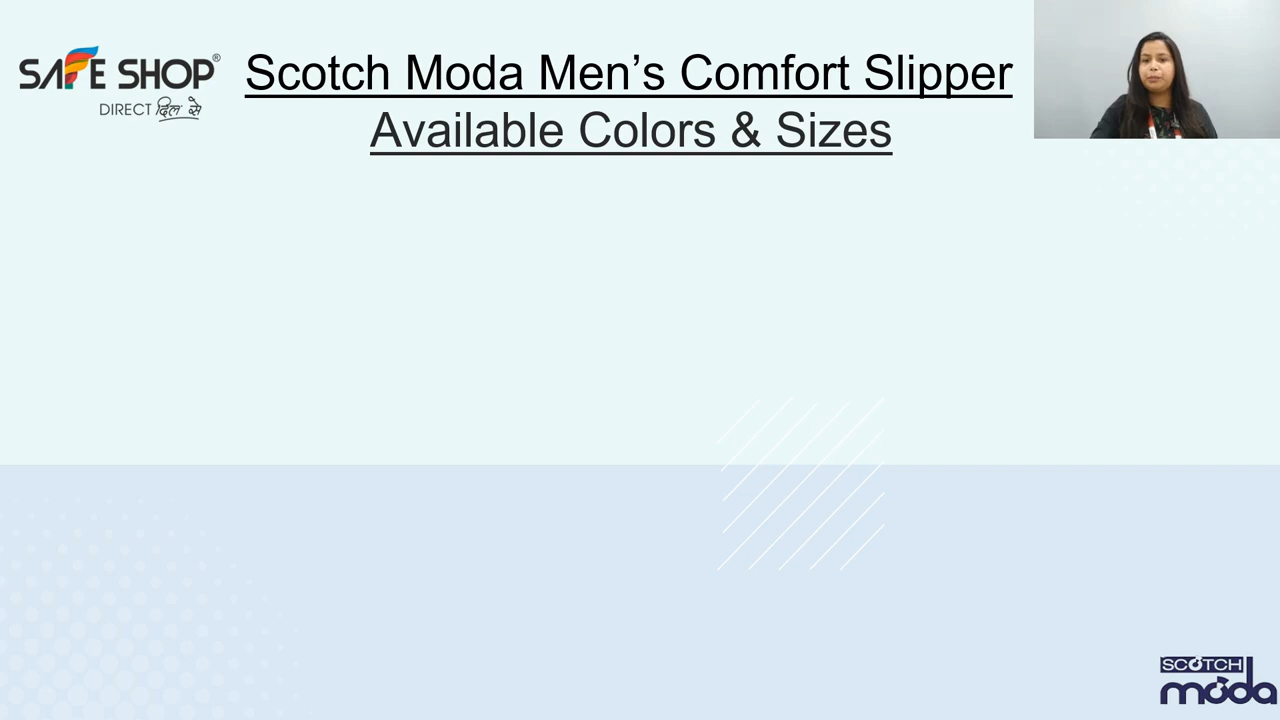 SAFE SHOP®
DIRECT दिल से
Scotch Moda Men’s Comfort Slipper
Available Colors & Sizes
SCOTCH
moda